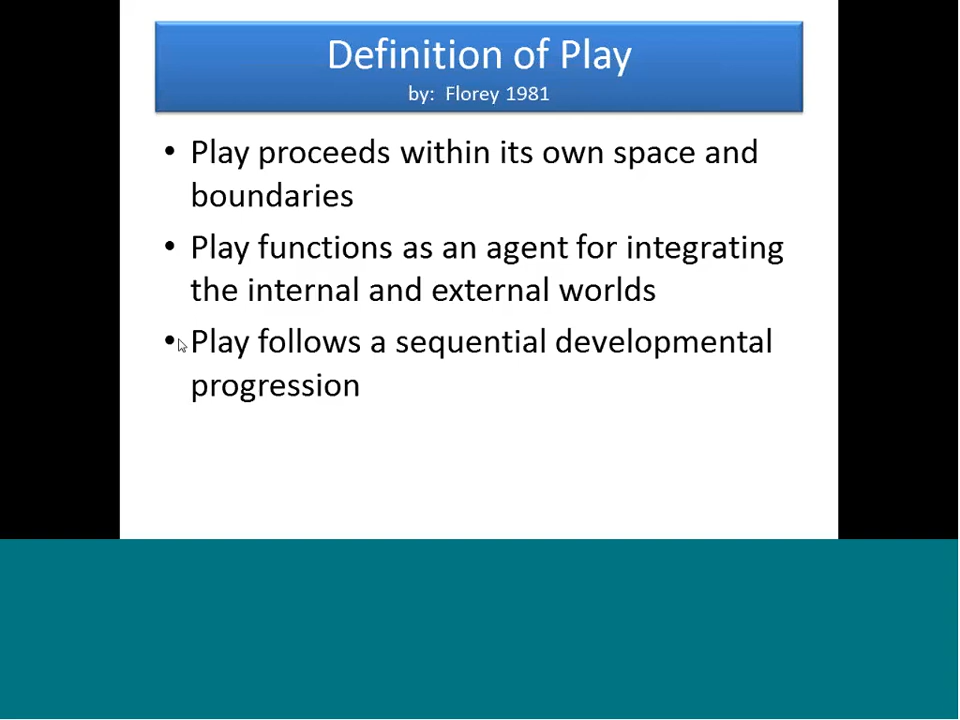 Definition of Play
by: Florey 1981
• Play proceeds within its own space and
boundaries
• Play functions as an agent for integrating
the internal and external worlds
• Play follows a sequential developmental
progression